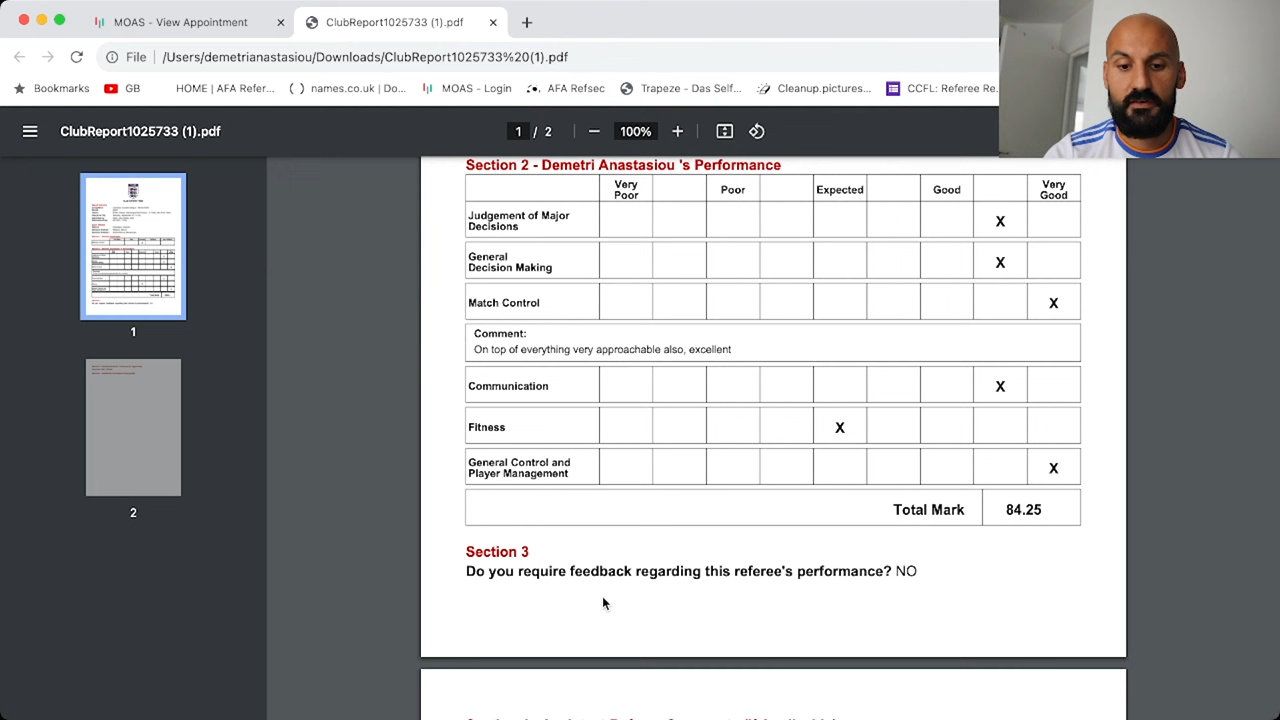 MOAS - View Appointment
ClubReport1025733 (1).pdf
File
/Users/demetrianastasiou/Downloads/ClubReport1025733%20(1).pdf
Bookmarks
GB
HOME | AFA Refer...
names.co.uk | Do...
MOAS - Login
AFA Refsec
Trapeze - Das Self...
Cleanup.pictures...
CCFL: Referee Re...
ClubReport1025733 (1).pdf
1 / 2
100%
1
2
Section 2 - Demetri Anastasiou 's Performance
Very Poor Expected Good Very
Poor Good
Judgement of Major
Decisions X
General
Decision Making X
Match Control X
Comment:
On top of everything very approachable also, excellent
Communication X
Fitness X
General Control and
Player Management X
Total Mark 84.25
Section 3
Do you require feedback regarding this referee's performance? NO